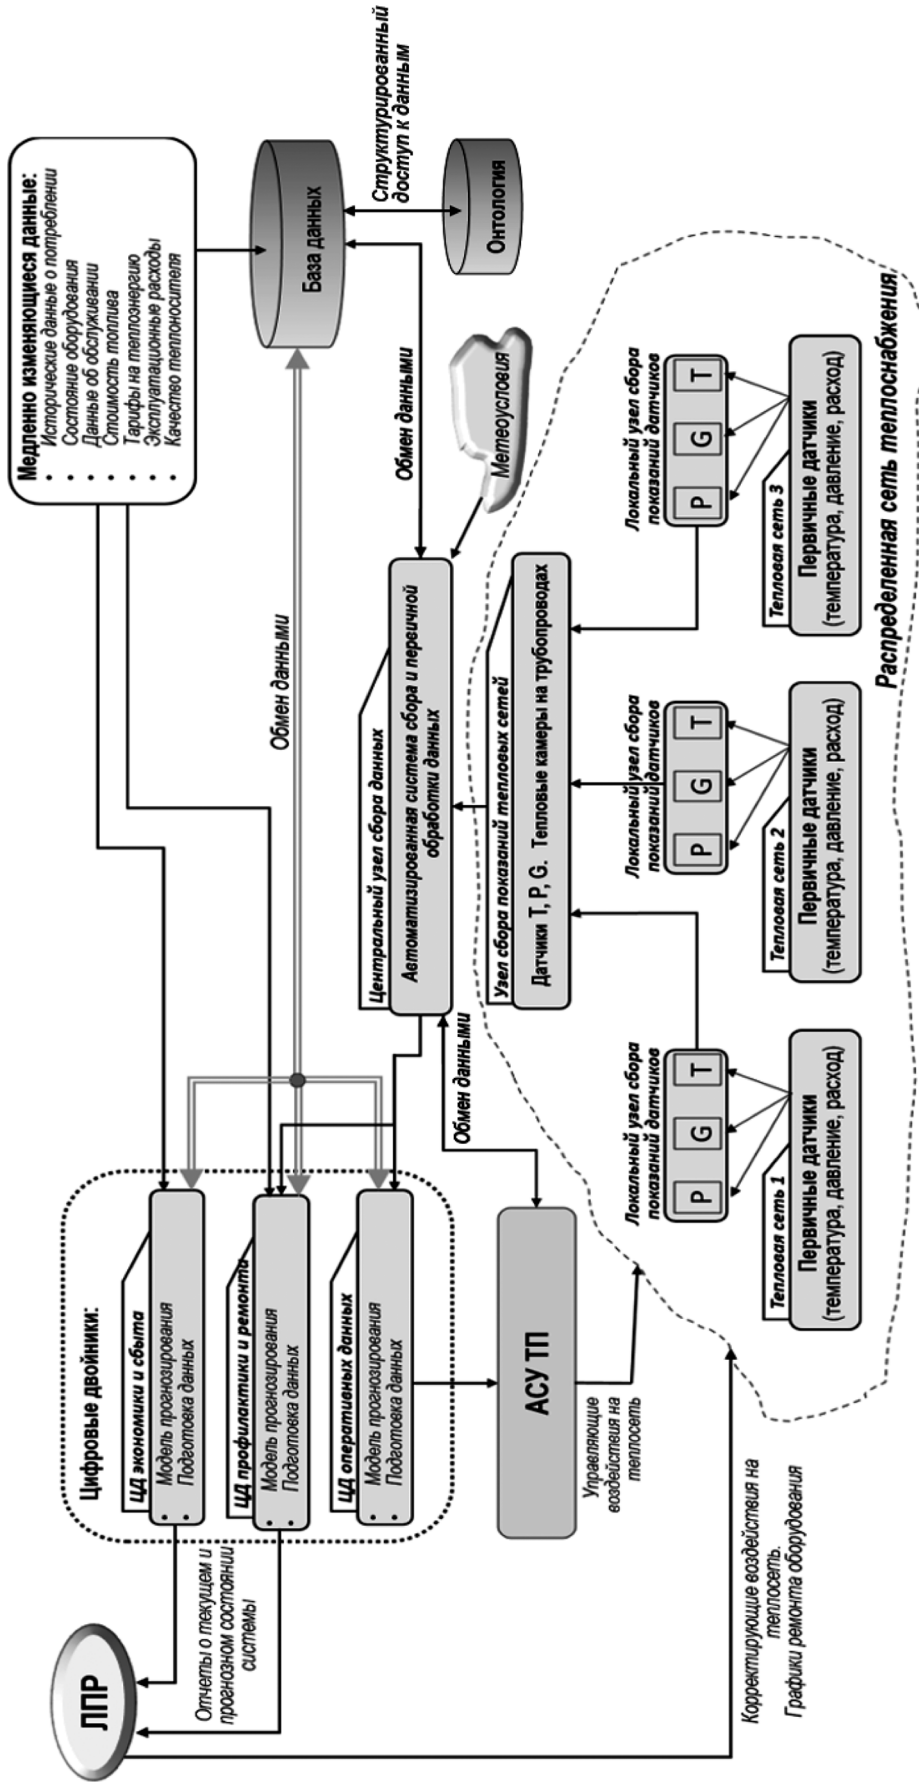 ЛПР
Отчеты о текущем и
прогнозном состоянии
системы
Цифровые двойники:
ЦД экономики и сбыта
• Модель прогнозирования
• Подготовка данных
ЦД профилактики и ремонта
• Модель прогнозирования
• Подготовка данных
ЦД оперативных данных
• Модель прогнозирования
• Подготовка данных
Медленно изменяющиеся данные:
• Исторические данные о потреблении
• Состояние оборудования
• Данные об обслуживании
• Стоимость топлива
• Тарифы на теплоэнергию
• Эксплуатационные расходы
• Качество теплоносителя
Обмен данными
База данных
Структурированный
доступ к данным
Онтология
Обмен данными
Метеоусловия
Центральный узел сбора данных
Автоматизированная система сбора и первичной
обработки данных
Обмен данными
АСУ ТП
Управляющие
воздействия на
теплосеть
Узел сбора показаний тепловых сетей
Датчики T, P, G. Тепловые камеры на трубопроводах
Локальный узел сбора
показаний датчиков
P G T
Тепловая сеть 1
Первичные датчики
(температура, давление, расход)
Локальный узел сбора
показаний датчиков
P G T
Тепловая сеть 2
Первичные датчики
(температура, давление, расход)
Локальный узел сбора
показаний датчиков
P G T
Тепловая сеть 3
Первичные датчики
(температура, давление, расход)
Распределенная сеть теплоснабжения
Корректирующие воздействия на
теплосеть.
Графики ремонта оборудования